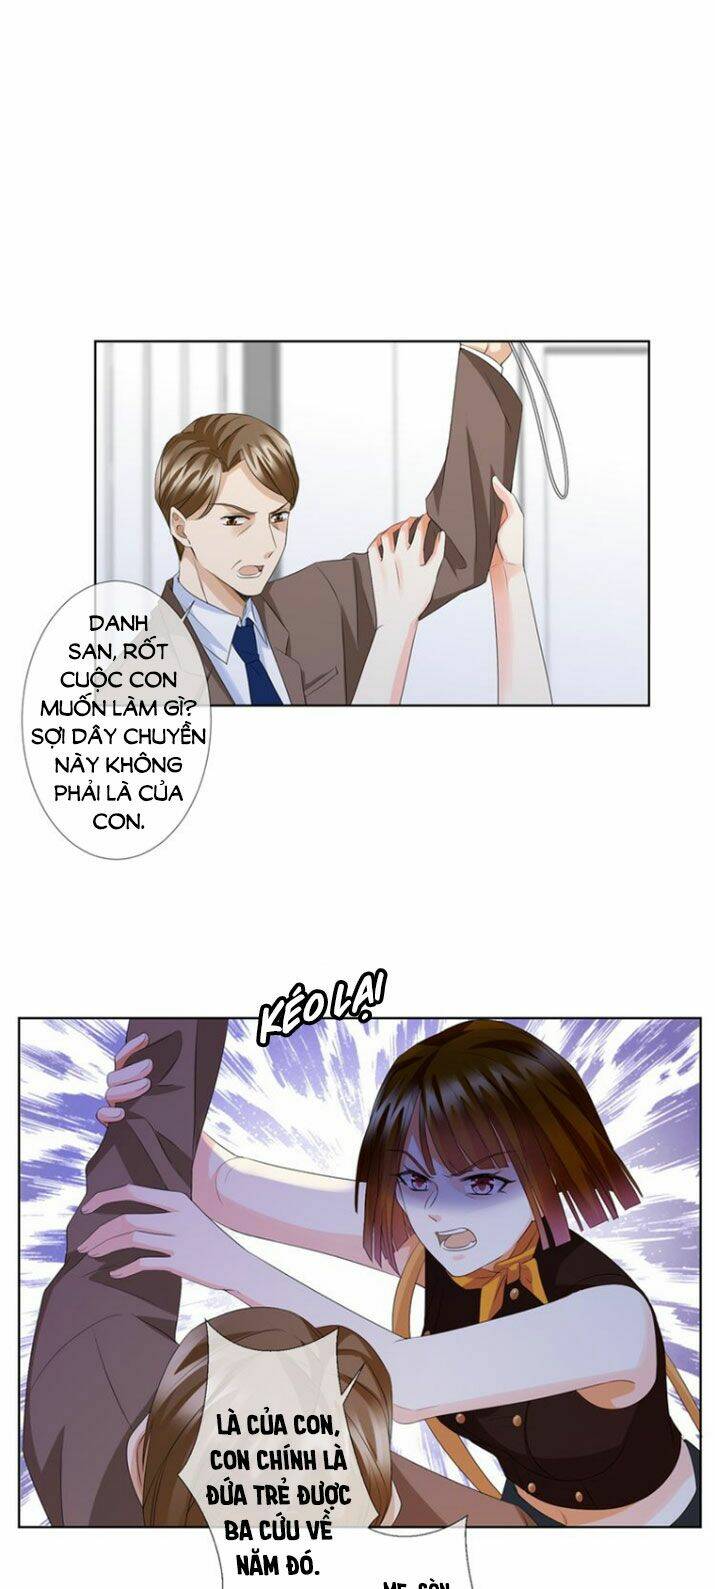 DANH
SAN, RỐT
CUỘC CON
MUỐN LÀM GÌ?
SỢI DÂY CHUYỀN
NÀY KHÔNG
PHẢI LÀ CỦA
CON.
KÉO LẠI
LÀ CỦA CON,
CON CHÍNH LÀ
ĐỨA TRẺ ĐƯỢC
BA CỨU VỀ
NĂM ĐÓ.